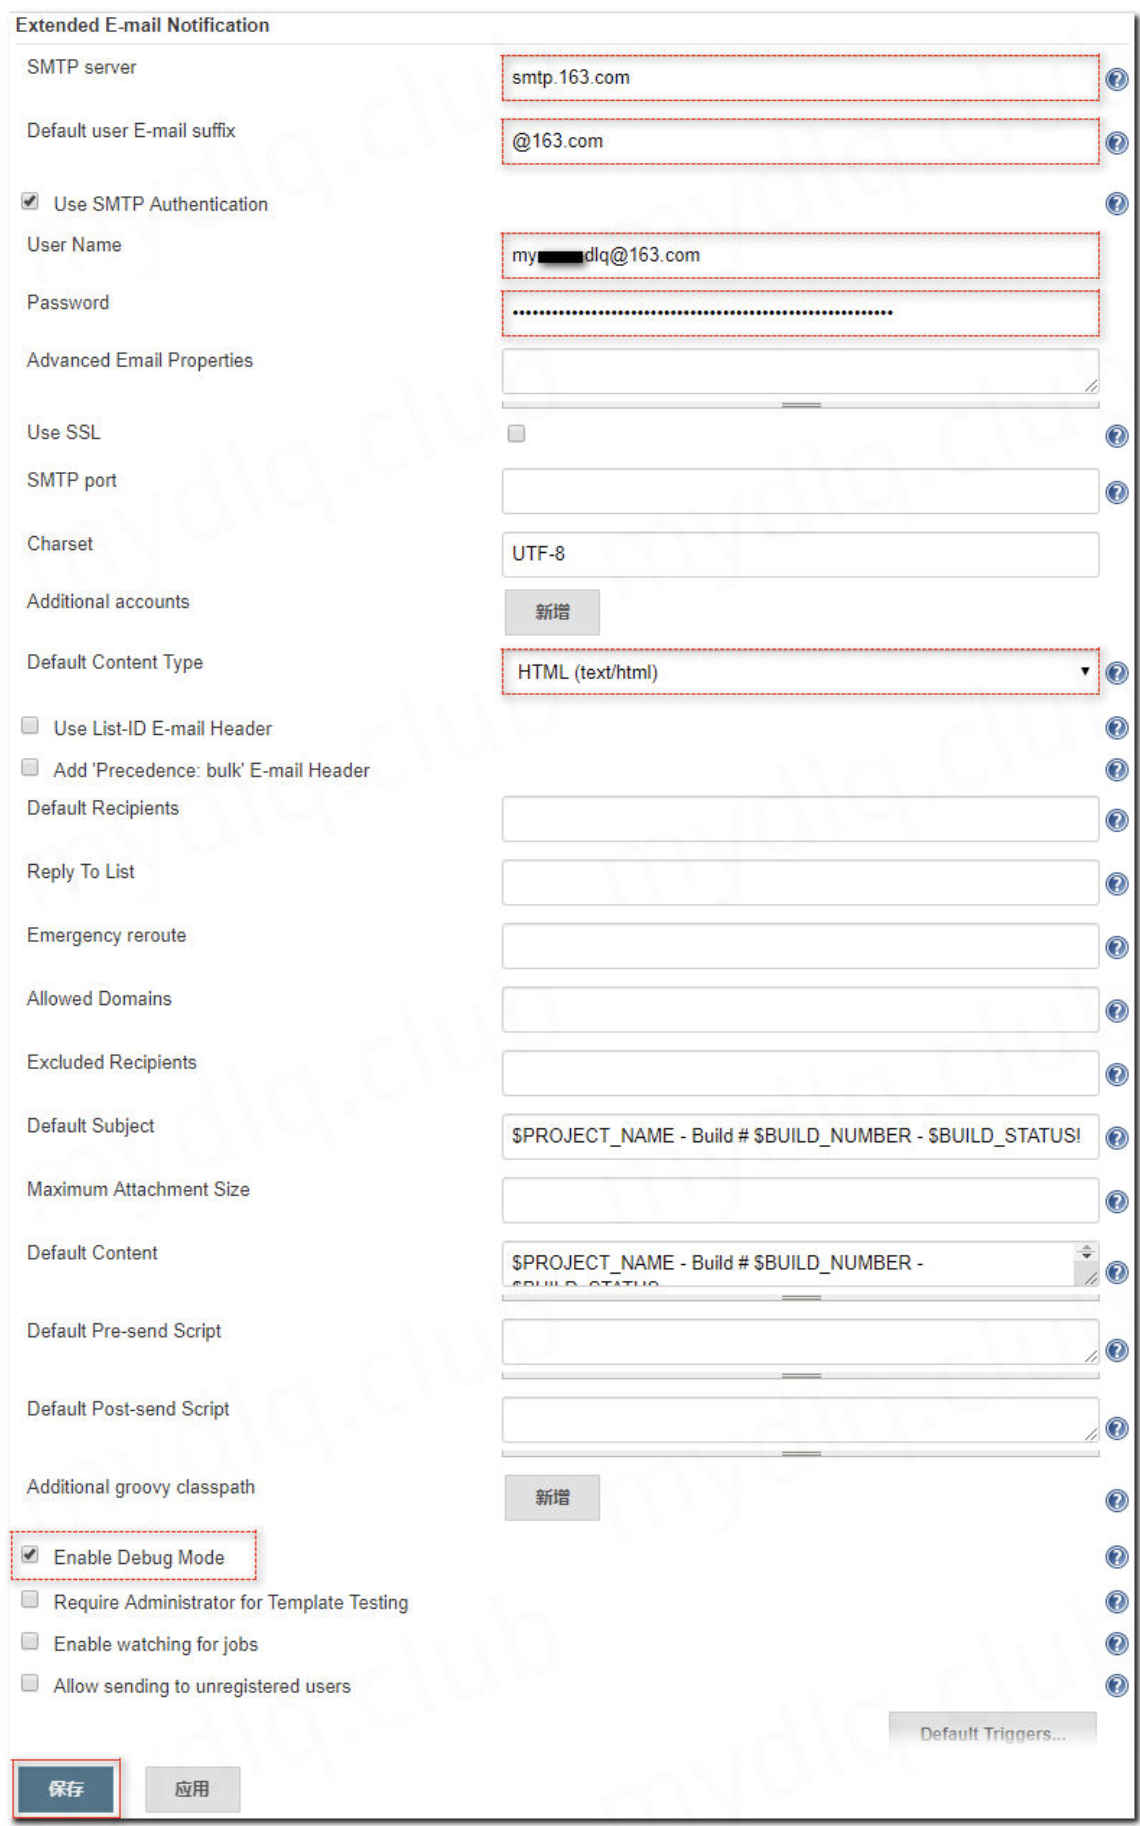 Extended E-mail Notification
SMTP server
smtp.163.com
Default user E-mail suffix
@163.com
Use SMTP Authentication
User Name
my dlq@163.com
Password
Advanced Email Properties
Use SSL
SMTP port
Charset
UTF-8
Additional accounts
新增
Default Content Type
HTML (text/html)
Use List-ID E-mail Header
Add 'Precedence: bulk' E-mail Header
Default Recipients
Reply To List
Emergency reroute
Allowed Domains
Excluded Recipients
Default Subject
$PROJECT_NAME - Build # $BUILD_NUMBER - $BUILD_STATUS!
Maximum Attachment Size
Default Content
$PROJECT_NAME - Build # $BUILD_NUMBER -
$BUILD_STATUS
Default Pre-send Script
Default Post-send Script
Additional groovy classpath
新增
Enable Debug Mode
Require Administrator for Template Testing
Enable watching for jobs
Allow sending to unregistered users
Default Triggers...
保存
应用
mydlq.club